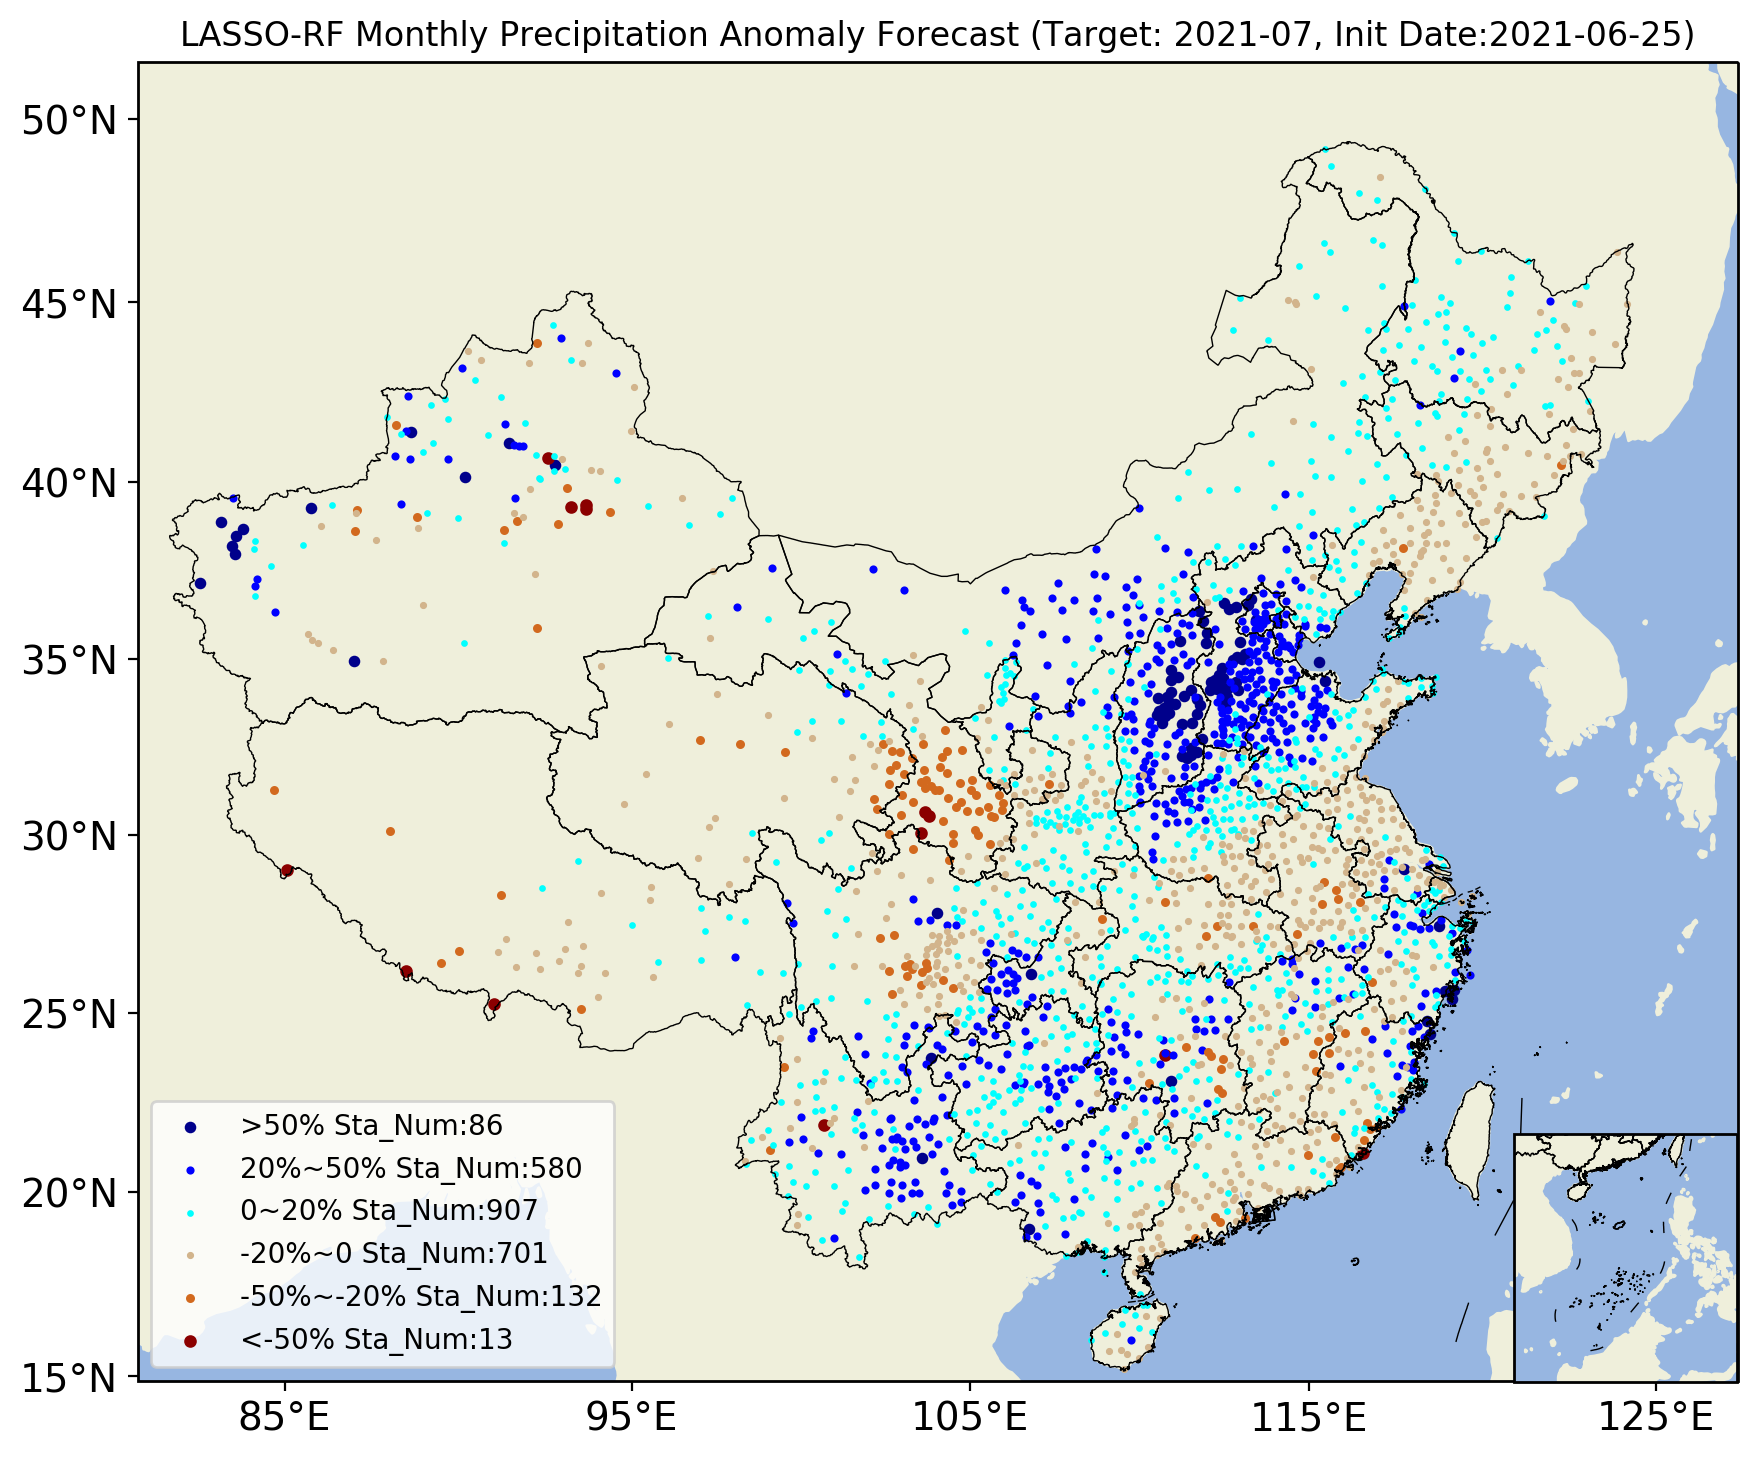 LASSO-RF Monthly Precipitation Anomaly Forecast (Target: 2021-07, Init Date:2021-06-25)
50°N
45°N
40°N
35°N
30°N
25°N
20°N
15°N
>50% Sta_Num:86
20%~50% Sta_Num:580
0~20% Sta_Num:907
-20%~0 Sta_Num:701
-50%~-20% Sta_Num:132
<-50% Sta_Num:13
85°E 95°E 105°E 115°E 125°E